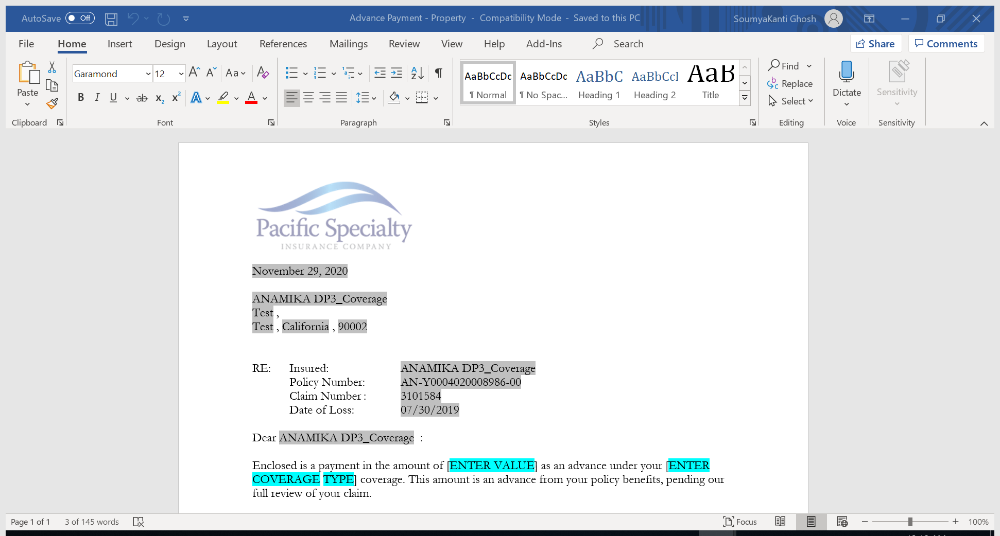 AutoSave Off Advance Payment - Property - Compatibility Mode - Saved to this PC SoumyaKanti Ghosh
File Home Insert Design Layout References Mailings Review View Help Add-Ins Search Share Comments
Garamond 12 Aa
AaBbCcDc AaBbCcDc AaBbC AaBbCcI AaB
¶ Normal ¶ No Spac... Heading 1 Heading 2 Title
Paste
B I U ab x₂ x² A A
Find
Replace
Select
Dictate
Sensitivity
Clipboard Font Paragraph Styles Editing Voice Sensitivity
Pacific Specialty
INSURANCE COMPANY
November 29, 2020
ANAMIKA DP3_Coverage
Test ,
Test , California , 90002
RE: Insured: ANAMIKA DP3_Coverage
Policy Number: AN-Y0004020008986-00
Claim Number : 3101584
Date of Loss: 07/30/2019
Dear ANAMIKA DP3_Coverage :
Enclosed is a payment in the amount of [ENTER VALUE] as an advance under your [ENTER
COVERAGE TYPE] coverage. This amount is an advance from your policy benefits, pending our
full review of your claim.
Page 1 of 1 3 of 145 words Focus 100%